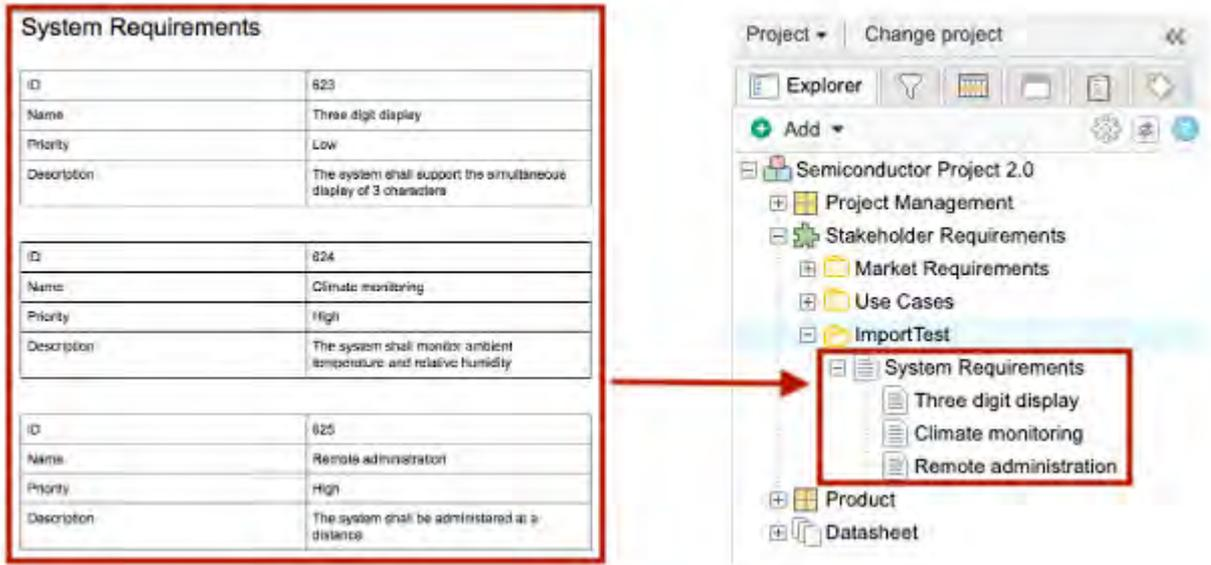 System Requirements
ID 623
Name Three digit display
Priority Low
Description The system shall support the simultaneous
display of 3 characters
ID 624
Name Climate monitoring
Priority High
Description The system shall monitor ambient
temperature and relative humidity
ID 625
Name Remote administration
Priority High
Description The system shall be administered at a
distance
Project Change project
Explorer
Add
Semiconductor Project 2.0
Project Management
Stakeholder Requirements
Market Requirements
Use Cases
ImportTest
System Requirements
Three digit display
Climate monitoring
Remote administration
Product
Datasheet